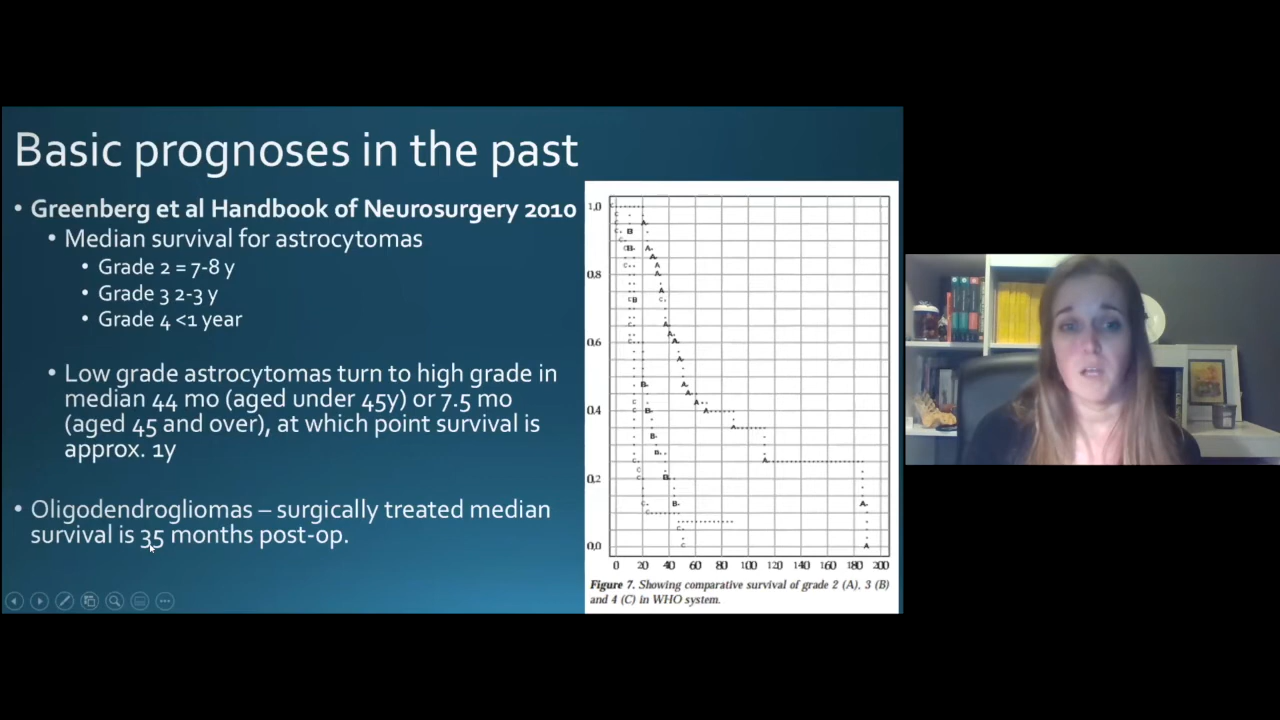 Basic prognoses in the past
• Greenberg et al Handbook of Neurosurgery 2010
• Median survival for astrocytomas
• Grade 2 = 7-8 y
• Grade 3 2-3 y
• Grade 4 <1 year
• Low grade astrocytomas turn to high grade in
median 44 mo (aged under 45y) or 7.5 mo
(aged 45 and over), at which point survival is
approx. 1y
• Oligodendrogliomas – surgically treated median
survival is 35 months post-op.
1,0
0,8
0,6
0,4
0,2
0,0
0 20 40 60 80 100 120 140 160 180 200
Figure 7. Showing comparative survival of grade 2 (A), 3 (B)
and 4 (C) in WHO system.